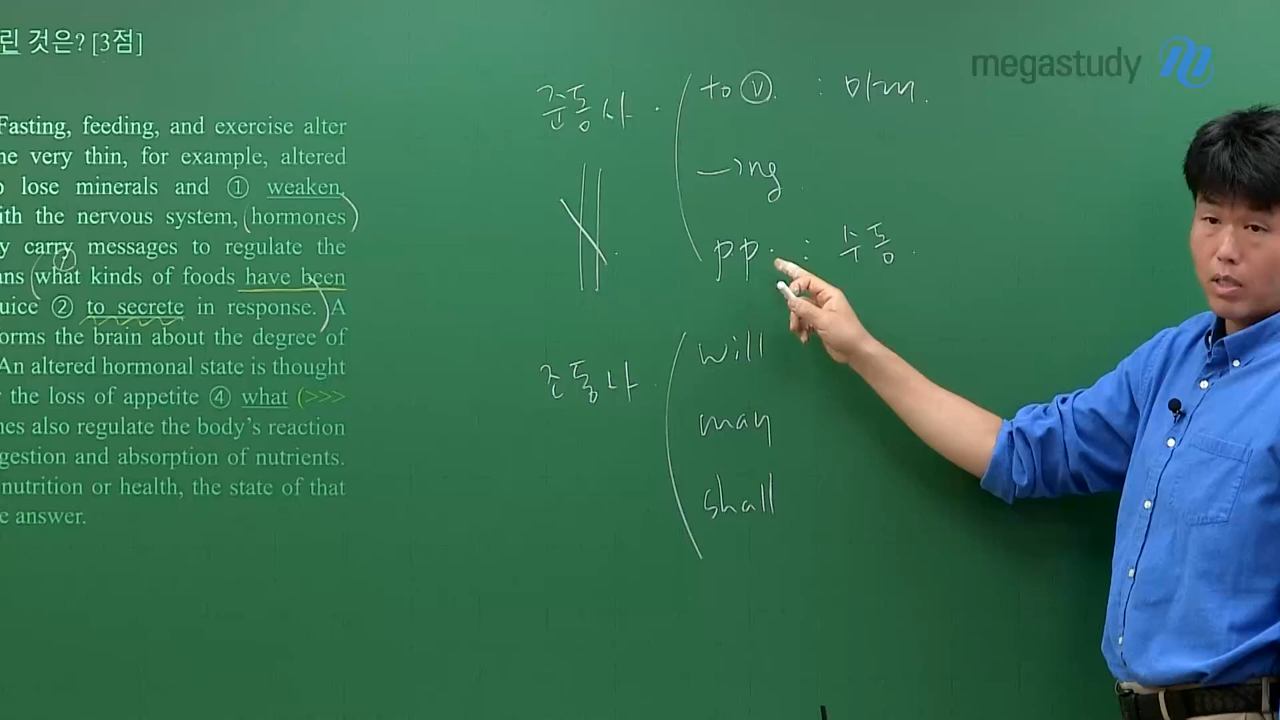 린 것은? [3점]
Fasting, feeding, and exercise alter
ne very thin, for example, altered
o lose minerals and ① weaken,
ith the nervous system, (hormones)
y carry messages to regulate the
ans (what kinds of foods have been
uice ② to secrete in response.) A
orms the brain about the degree of
An altered hormonal state is thought
r the loss of appetite ④ what (>>>
nes also regulate the body's reaction
gestion and absorption of nutrients.
nutrition or health, the state of that
e answer.
준동사 . to ⓥ. : 미래.
-ing
pp. : 수동.
조동사 . will
may
shall
megastudy